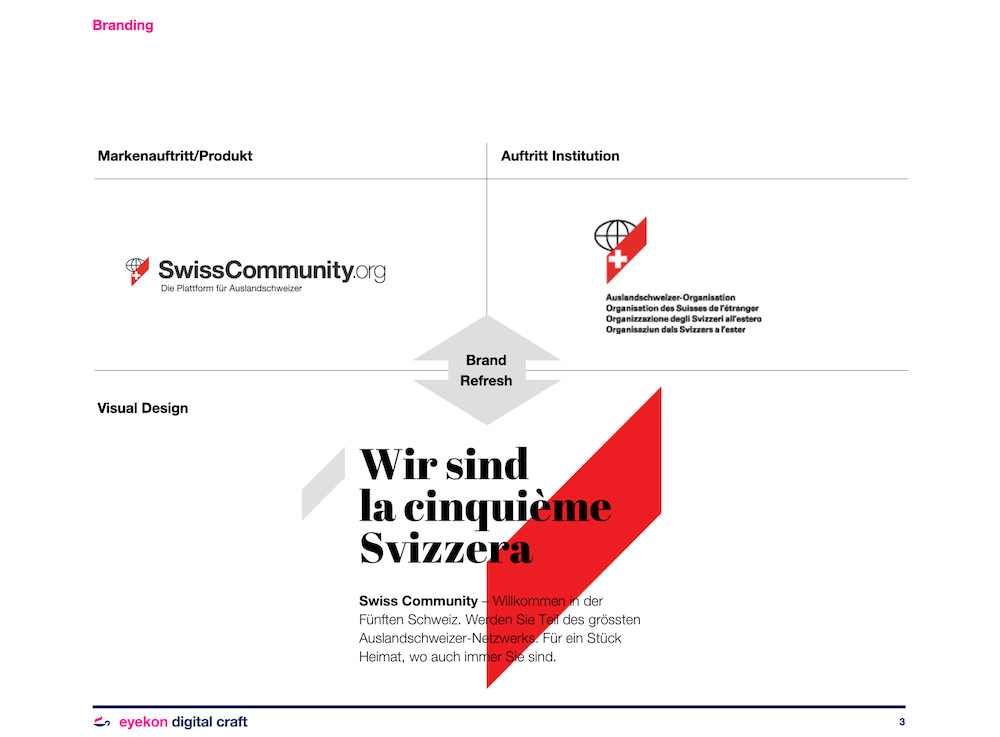 Branding
Markenauftritt/Produkt
Auftritt Institution
SwissCommunity.org
Die Plattform für Auslandschweizer
Auslandschweizer-Organisation
Organisation des Suisses de l'étranger
Organizzazione degli Svizzeri all'estero
Organisaziun dals Svizzers a l'ester
Brand
Refresh
Visual Design
Wir sind
la cinquième
Svizzera
Swiss Community – Willkommen in der
Fünften Schweiz. Werden Sie Teil des grössten
Auslandschweizer-Netzwerks. Für ein Stück
Heimat, wo auch immer Sie sind.
eyekon digital craft
3